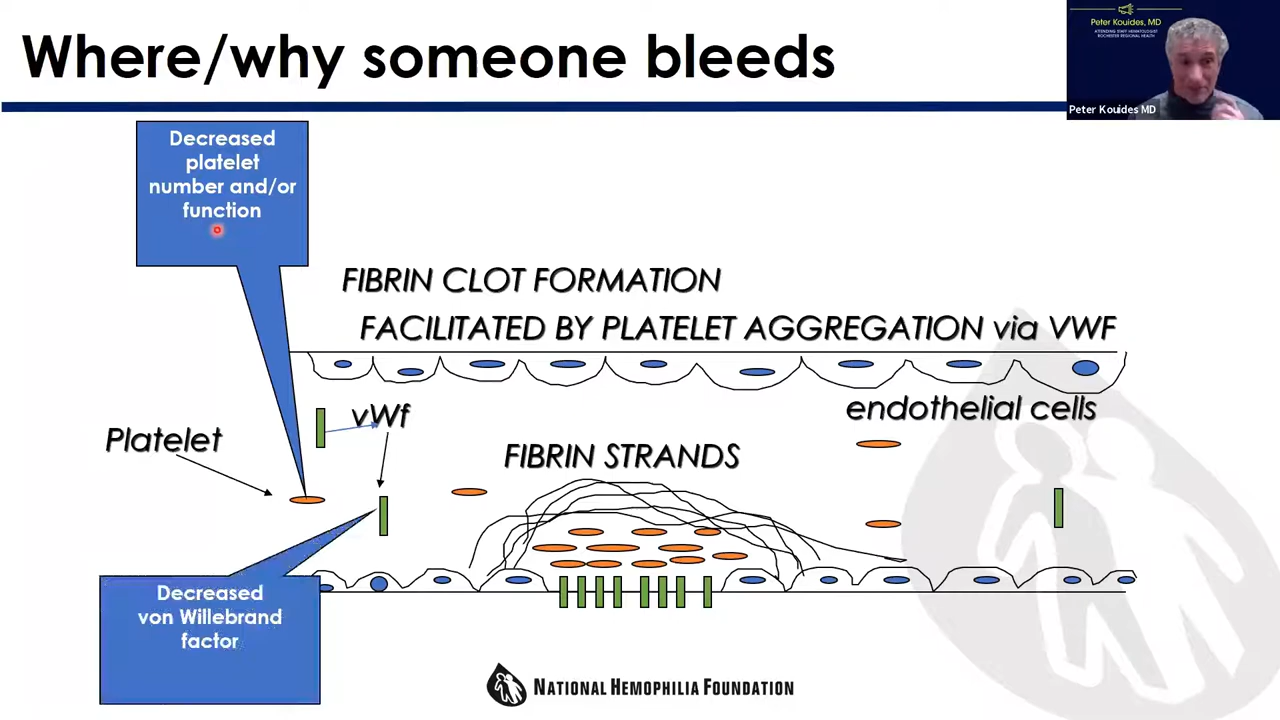 Where/why someone bleeds
Peter Kouides, MD
ATTENDING STAFF HEMATOLOGIST
ROCHESTER REGIONAL HEALTH
Peter Kouides MD
Decreased
platelet
number and/or
function
FIBRIN CLOT FORMATION
FACILITATED BY PLATELET AGGREGATION via VWF
vWf
endothelial cells
Platelet
FIBRIN STRANDS
Decreased
von Willebrand
factor
NATIONAL HEMOPHILIA FOUNDATION